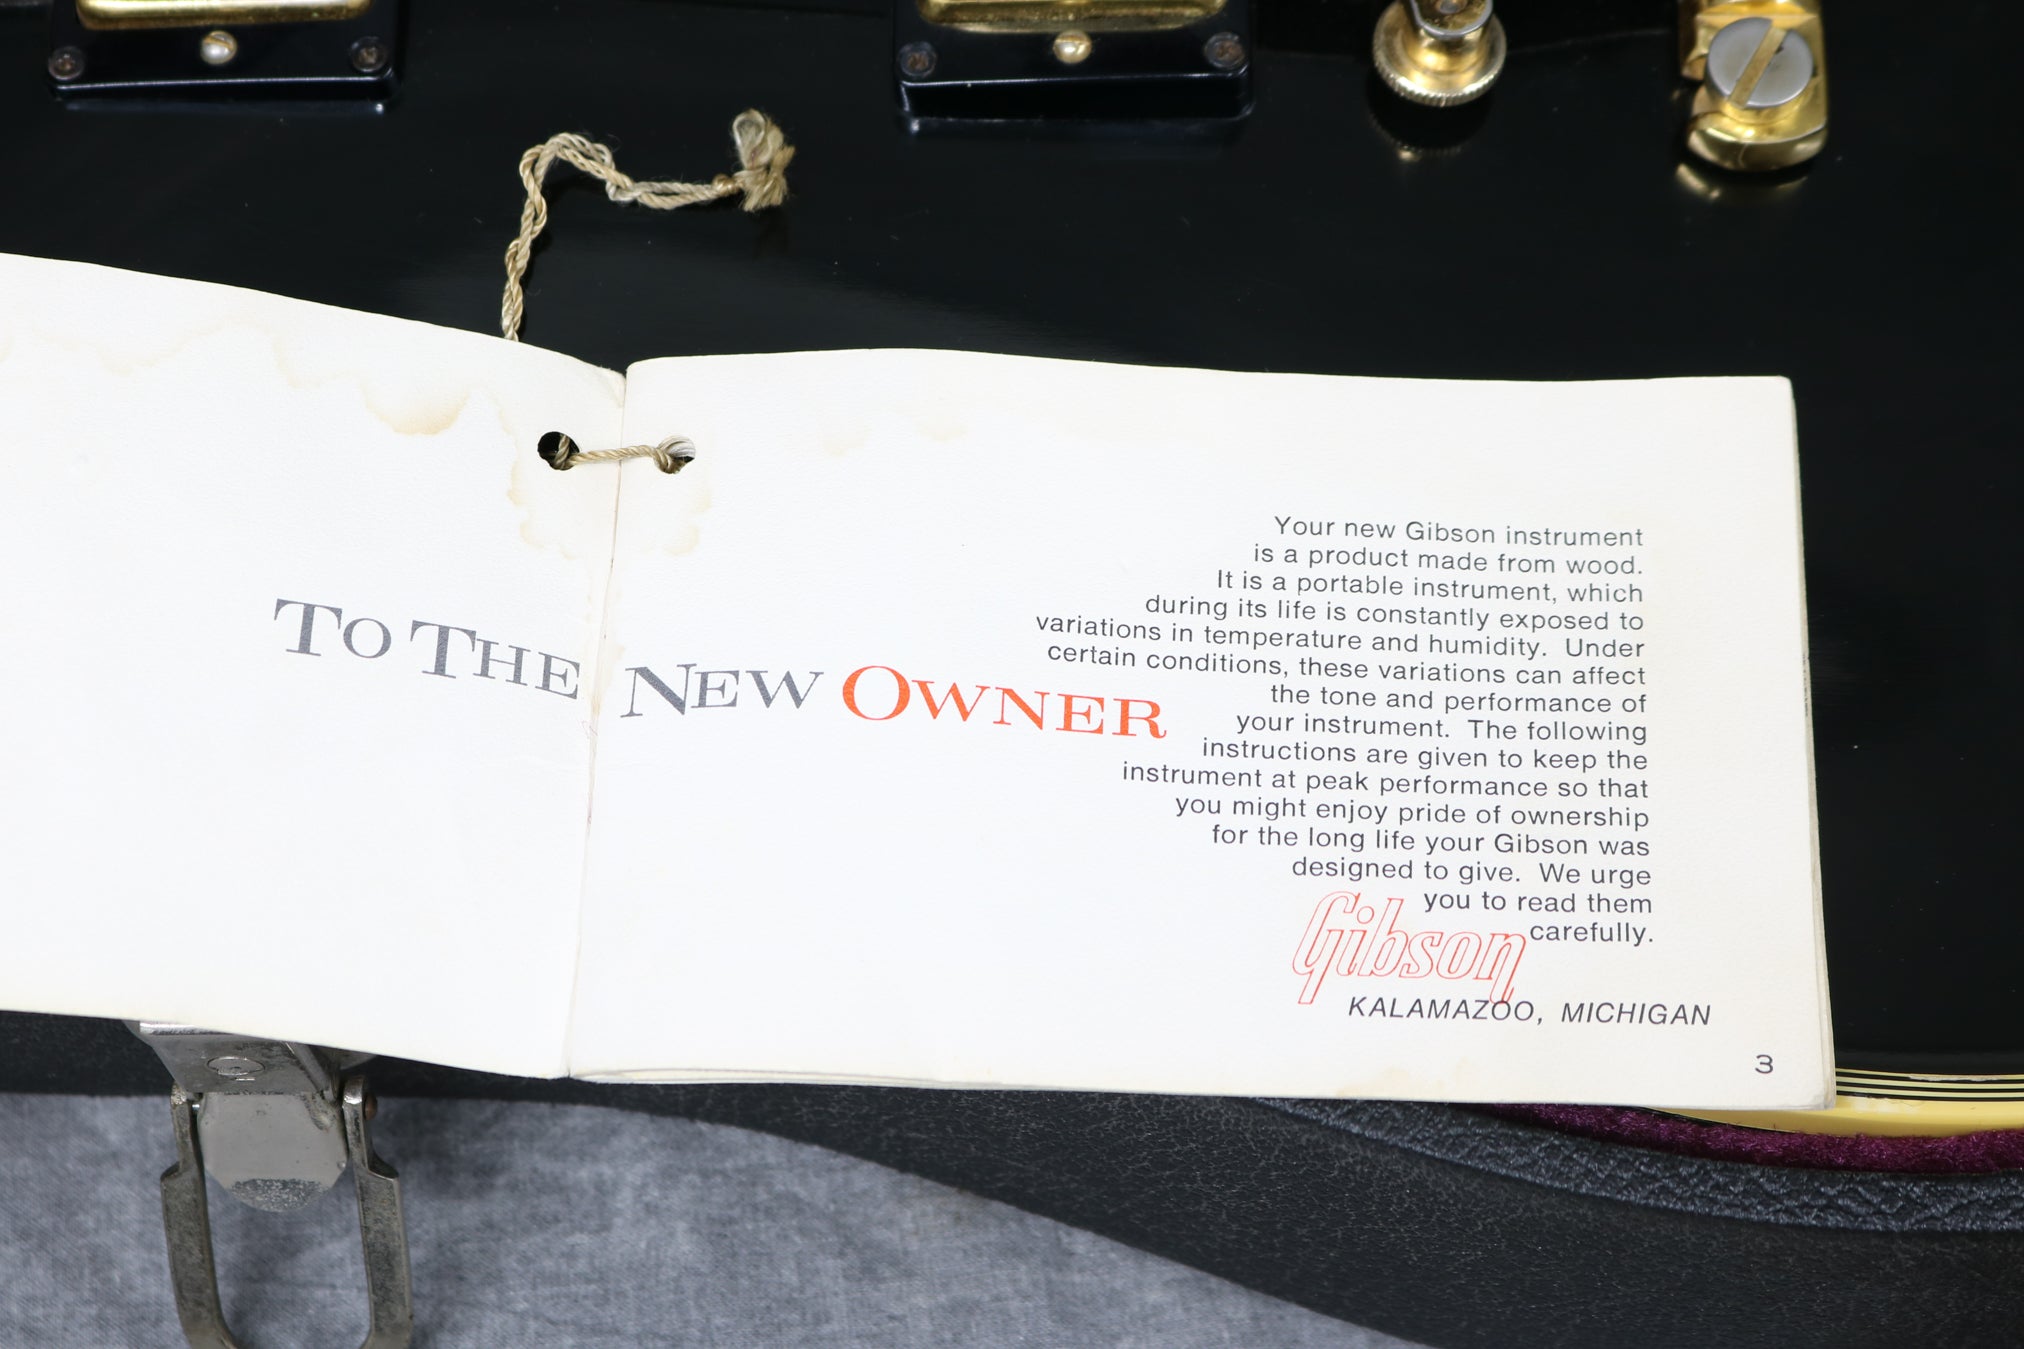 TO THE NEW OWNER
Your new Gibson instrument
is a product made from wood.
It is a portable instrument, which
during its life is constantly exposed to
variations in temperature and humidity. Under
certain conditions, these variations can affect
the tone and performance of
your instrument. The following
instructions are given to keep the
instrument at peak performance so that
you might enjoy pride of ownership
for the long life your Gibson was
designed to give. We urge
you to read them
carefully.
Gibson
KALAMAZOO, MICHIGAN
3